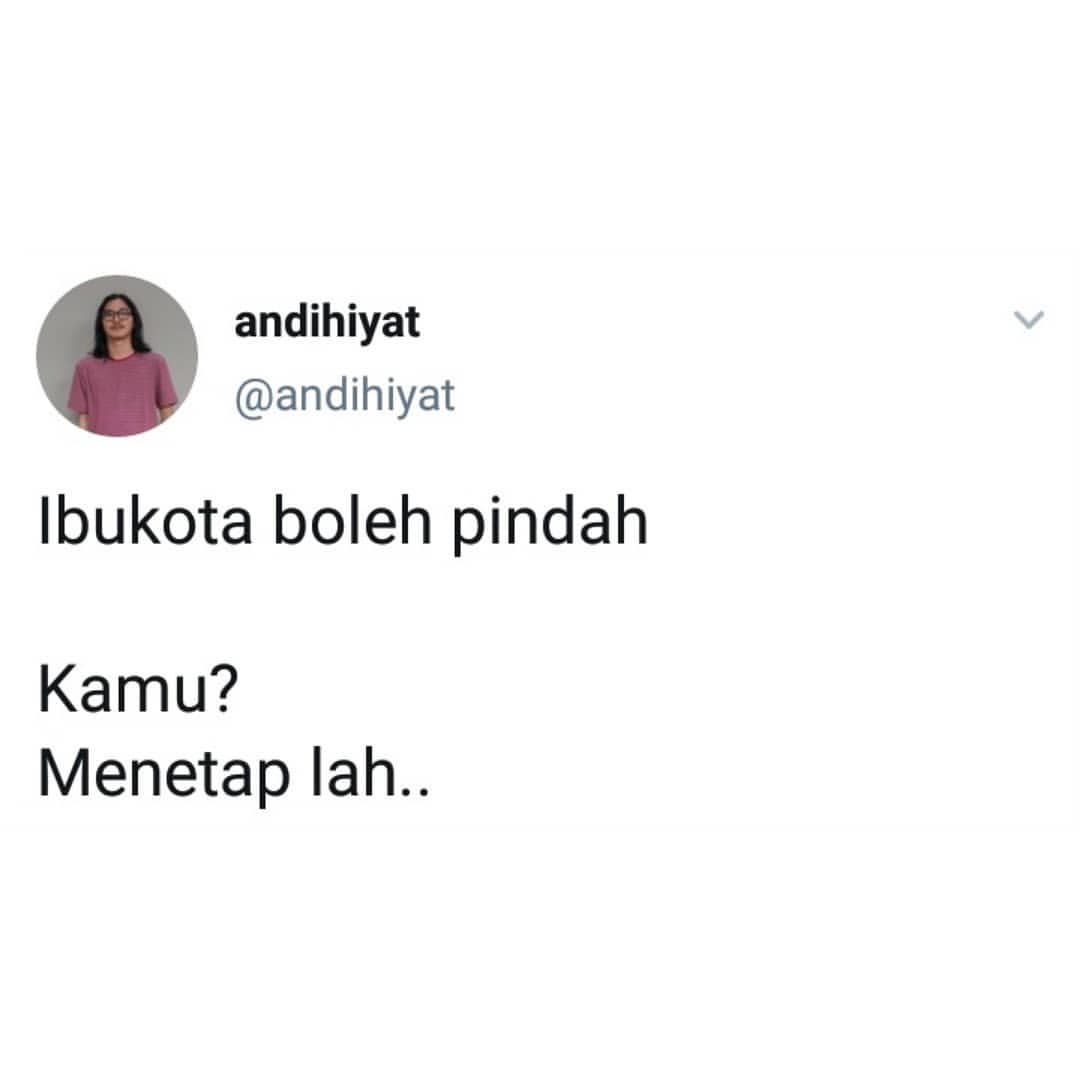 andihiyat
@andihiyat
Ibukota boleh pindah
Kamu?
Menetap lah..